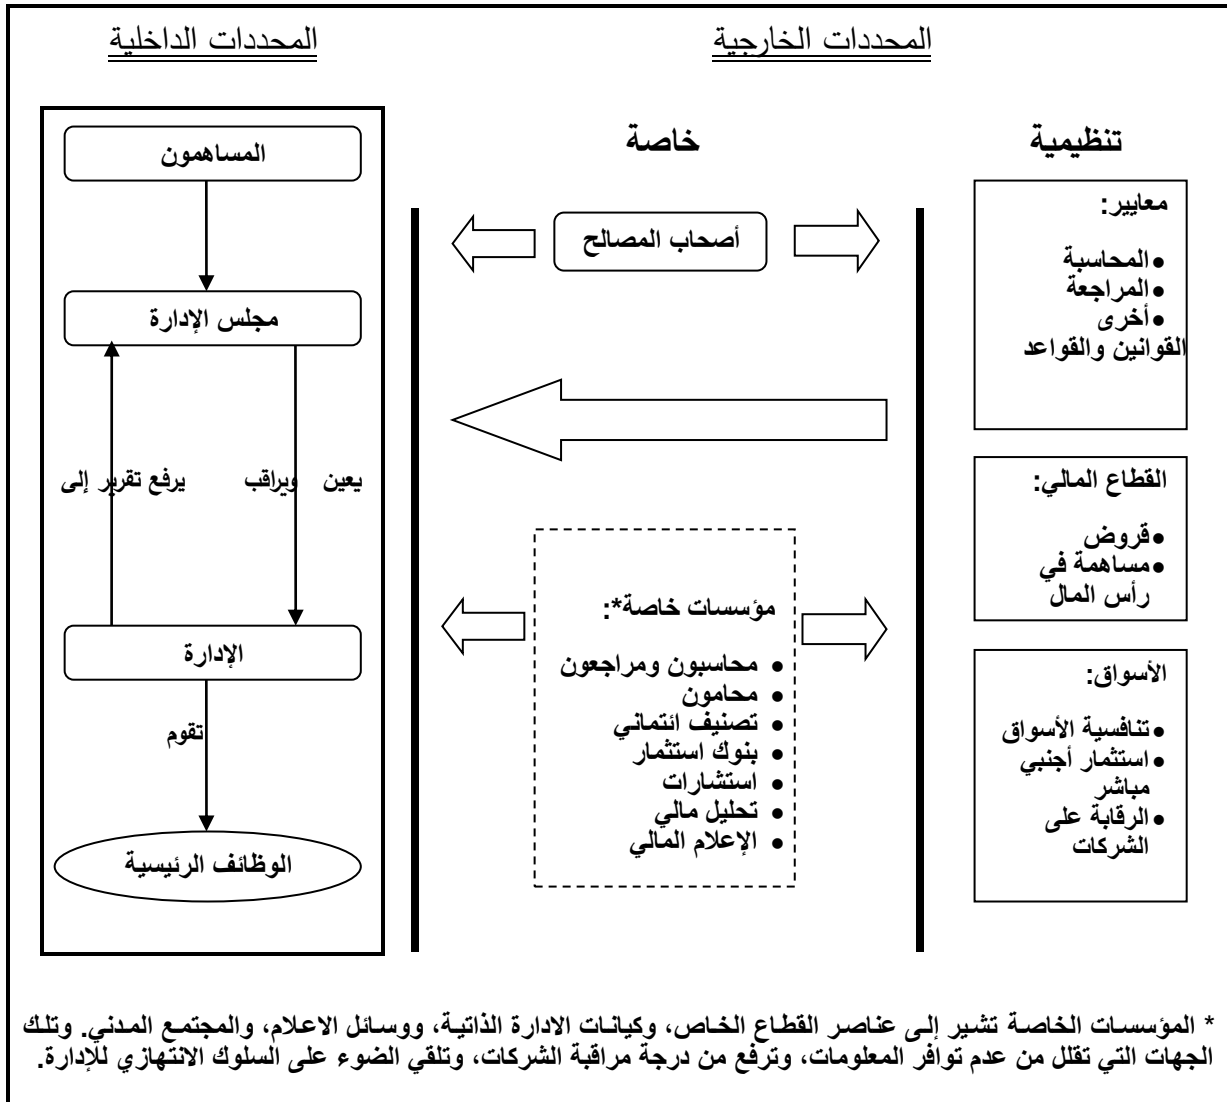 المحددات الخارجية
المحددات الداخلية
تنظيمية
معايير:
• المحاسبة
• المراجعة
• أخرى
القوانين والقواعد
القطاع المالي:
• قروض
• مساهمة في
رأس المال
الأسواق:
• تنافسية الأسواق
• استثمار أجنبي
مباشر
• الرقابة على
الشركات
خاصة
أصحاب المصالح
مؤسسات خاصة*:
• محاسبون ومراجعون
• محامون
• تصنيف ائتماني
• بنوك استثمار
• استشارات
• تحليل مالي
• الإعلام المالي
المساهمون
مجلس الإدارة
يعين ويراقب
يرفع تقرير إلى
الإدارة
تقوم
الوظائف الرئيسية
* المؤسسات الخاصة تشير إلى عناصر القطاع الخاص، وكيانات الادارة الذاتية، ووسائل الاعلام، والمجتمع المدني. وتلك
الجهات التي تقلل من عدم توافر المعلومات، وترفع من درجة مراقبة الشركات، وتلقي الضوء على السلوك الانتهازي للإدارة.